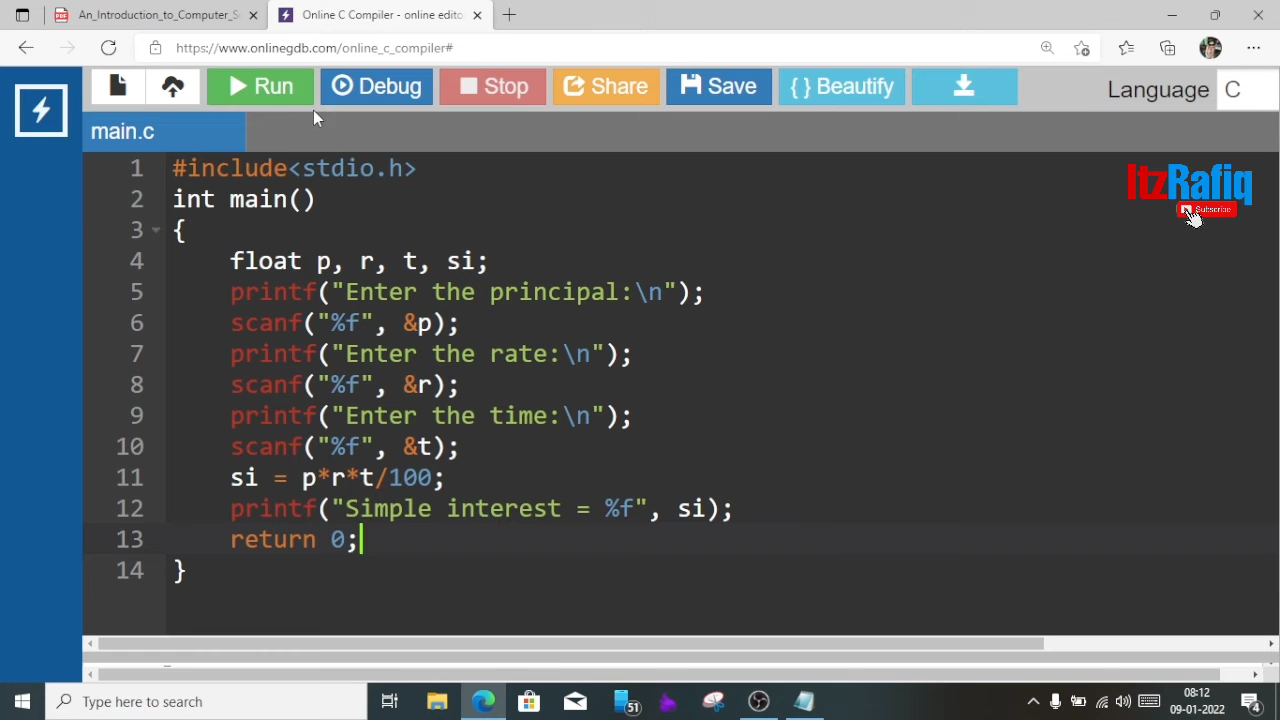 An_Introduction_to_Computer_S
Online C Compiler - online edito
https://www.onlinegdb.com/online_c_compiler#
Run Debug Stop Share Save { } Beautify Language C
main.c
ItzRafiq
Subscribe
1 #include<stdio.h>
2 int main()
3 {
4 float p, r, t, si;
5 printf("Enter the principal:\n");
6 scanf("%f", &p);
7 printf("Enter the rate:\n");
8 scanf("%f", &r);
9 printf("Enter the time:\n");
10 scanf("%f", &t);
11 si = p*r*t/100;
12 printf("Simple interest = %f", si);
13 return 0;
14 }
Type here to search
51
08:12
09-01-2022
4